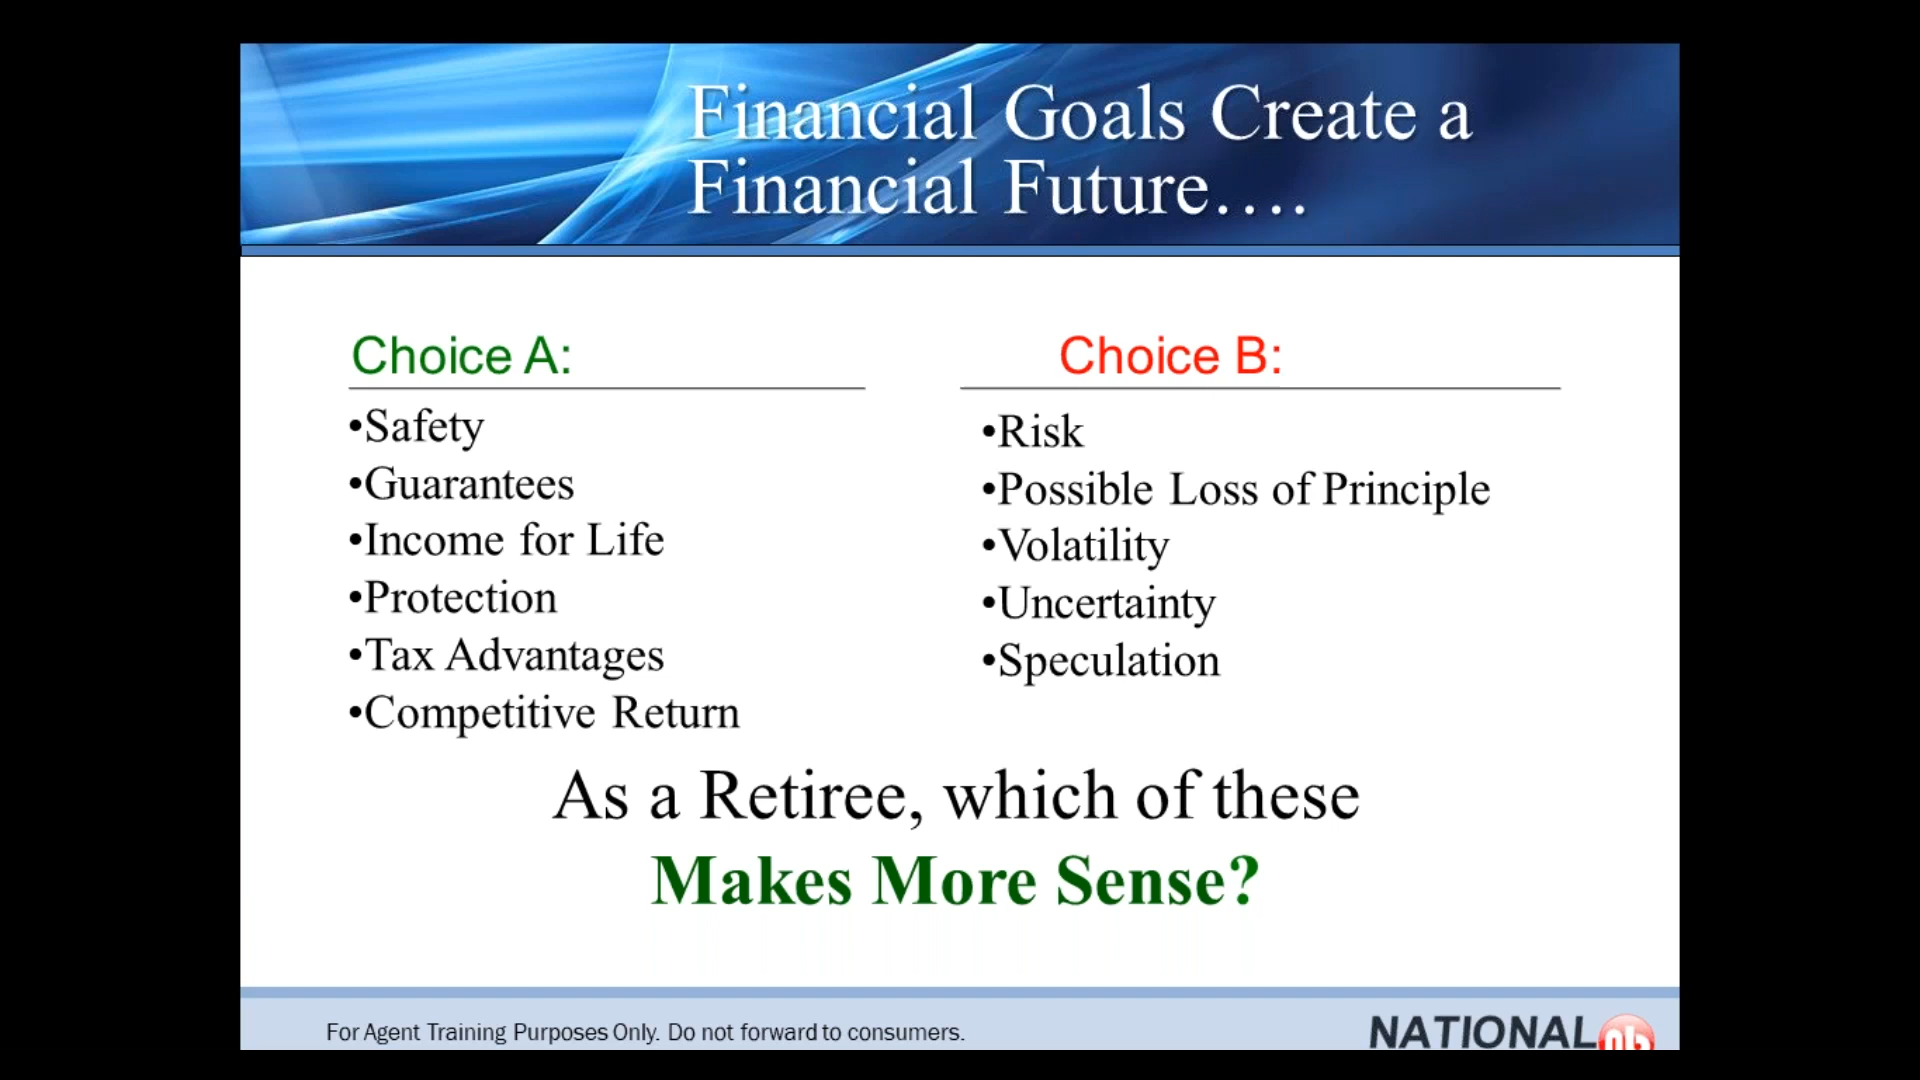 Financial Goals Create a
Financial Future….
Choice A:
•Safety
•Guarantees
•Income for Life
•Protection
•Tax Advantages
•Competitive Return
Choice B:
•Risk
•Possible Loss of Principle
•Volatility
•Uncertainty
•Speculation
As a Retiree, which of these
Makes More Sense?
For Agent Training Purposes Only. Do not forward to consumers.
NATIONAL nb